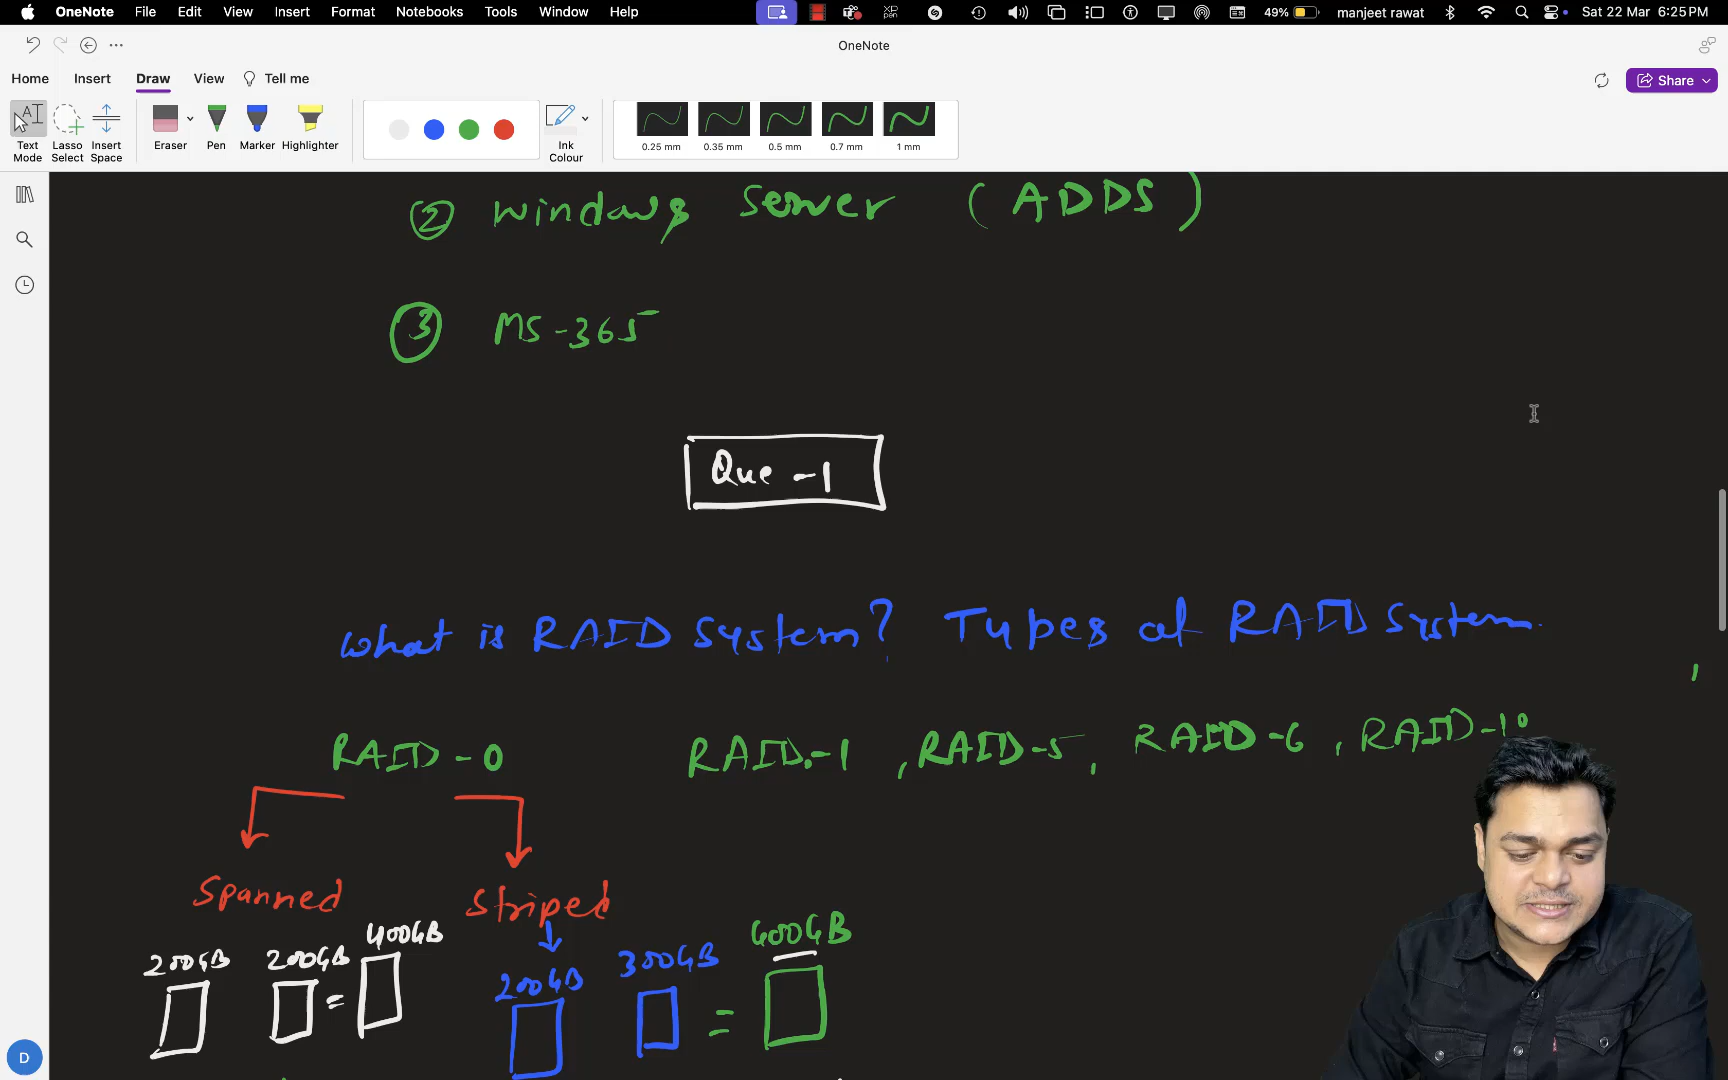 OneNote File Edit View Insert Format Notebooks Tools Window Help 49% manjeet rawat Sat 22 Mar 6:25 PM
OneNote
Home Insert Draw View Tell me Share
Text Mode
Lasso Select
Insert Space
Eraser
Pen
Marker
Highlighter
Ink Colour
0.25 mm 0.35 mm 0.5 mm 0.7 mm 1 mm
② Windows Server (ADDS)
③ MS-365
Que -1
What is RAID System? Types of RAID System.
RAID-0 RAID-1, RAID-5, RAID-6, RAID-10
Spanned Striped
200GB 200GB = 400GB
200GB 300GB = 400GB
D